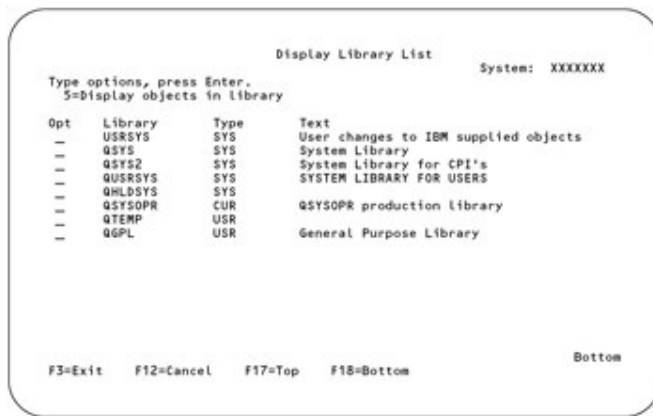 Display Library List
System: XXXXXXX
Type options, press Enter.
5=Display objects in library
Opt Library Type Text
_ USRSYS SYS User changes to IBM supplied objects
_ QSYS SYS System Library
_ QSYS2 SYS System Library for CPI's
_ QUSRSYS SYS SYSTEM LIBRARY FOR USERS
_ QHLDSYS SYS
_ QSYSOPR CUR QSYSOPR production library
_ QTEMP USR
_ QGPL USR General Purpose Library
Bottom
F3=Exit F12=Cancel F17=Top F18=Bottom